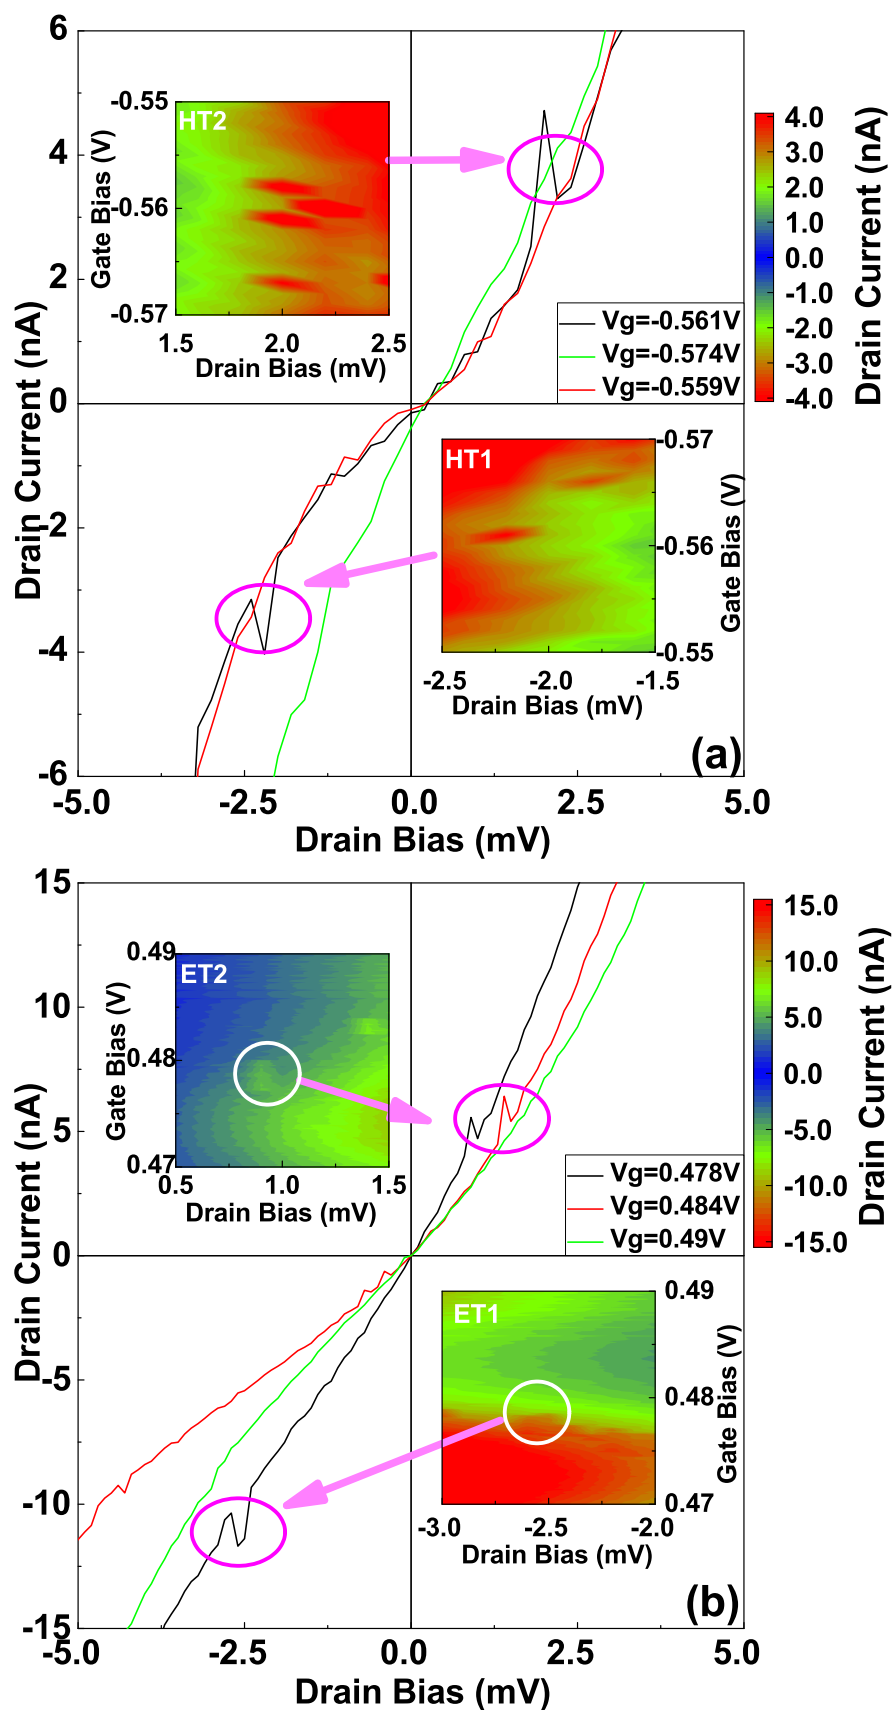 6
4
2
0
-2
-4
-6
Drain Current (nA)
-5.0 -2.5 0.0 2.5 5.0
Drain Bias (mV)
HT2
-0.55
-0.56
-0.57
Gate Bias (V)
1.5 2.0 2.5
Drain Bias (mV)
4.0
3.0
2.0
1.0
0.0
-1.0
-2.0
-3.0
-4.0
Drain Current (nA)
Vg=-0.561V
Vg=-0.574V
Vg=-0.559V
HT1
-0.57
-0.56
-0.55
Gate Bias (V)
-2.5 -2.0 -1.5
Drain Bias (mV)
(a)
15
10
5
0
-5
-10
-15
Drain Current (nA)
-5.0 -2.5 0.0 2.5 5.0
Drain Bias (mV)
ET2
0.49
0.48
0.47
Gate Bias (V)
0.5 1.0 1.5
Drain Bias (mV)
15.0
10.0
5.0
0.0
-5.0
-10.0
-15.0
Drain Current (nA)
Vg=0.478V
Vg=0.484V
Vg=0.49V
ET1
0.49
0.48
0.47
Gate Bias (V)
-3.0 -2.5 -2.0
Drain Bias (mV)
(b)